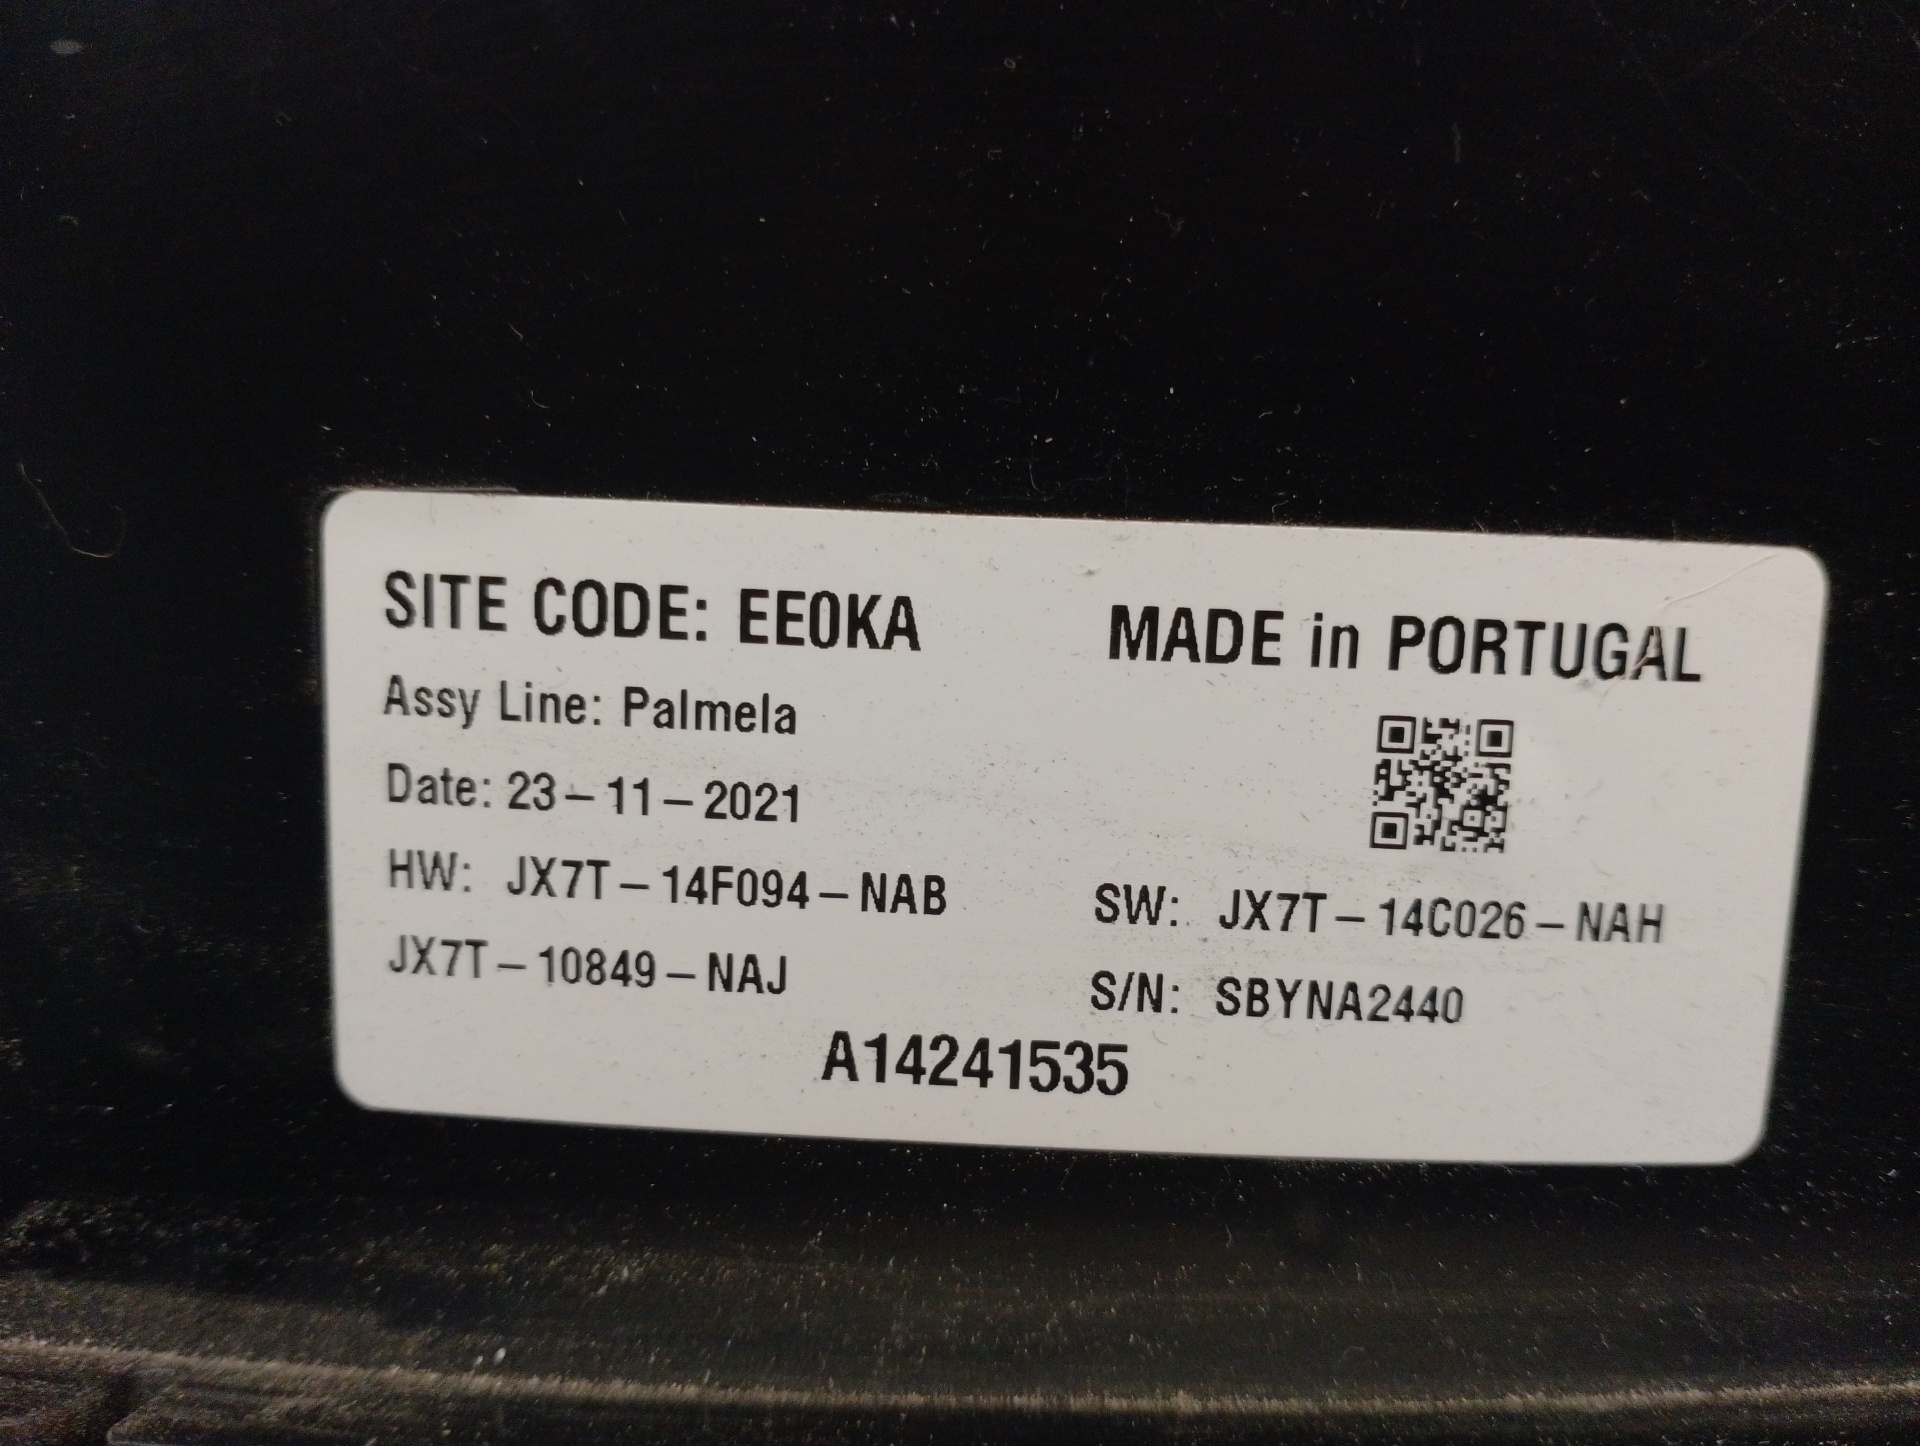 SITE CODE: EE0KA
MADE in PORTUGAL
Assy Line: Palmela
Date: 23-11-2021
HW: JX7T-14F094-NAB
SW: JX7T-14C026-NAH
JX7T-10849-NAJ
S/N: SBYNA2440
A14241535